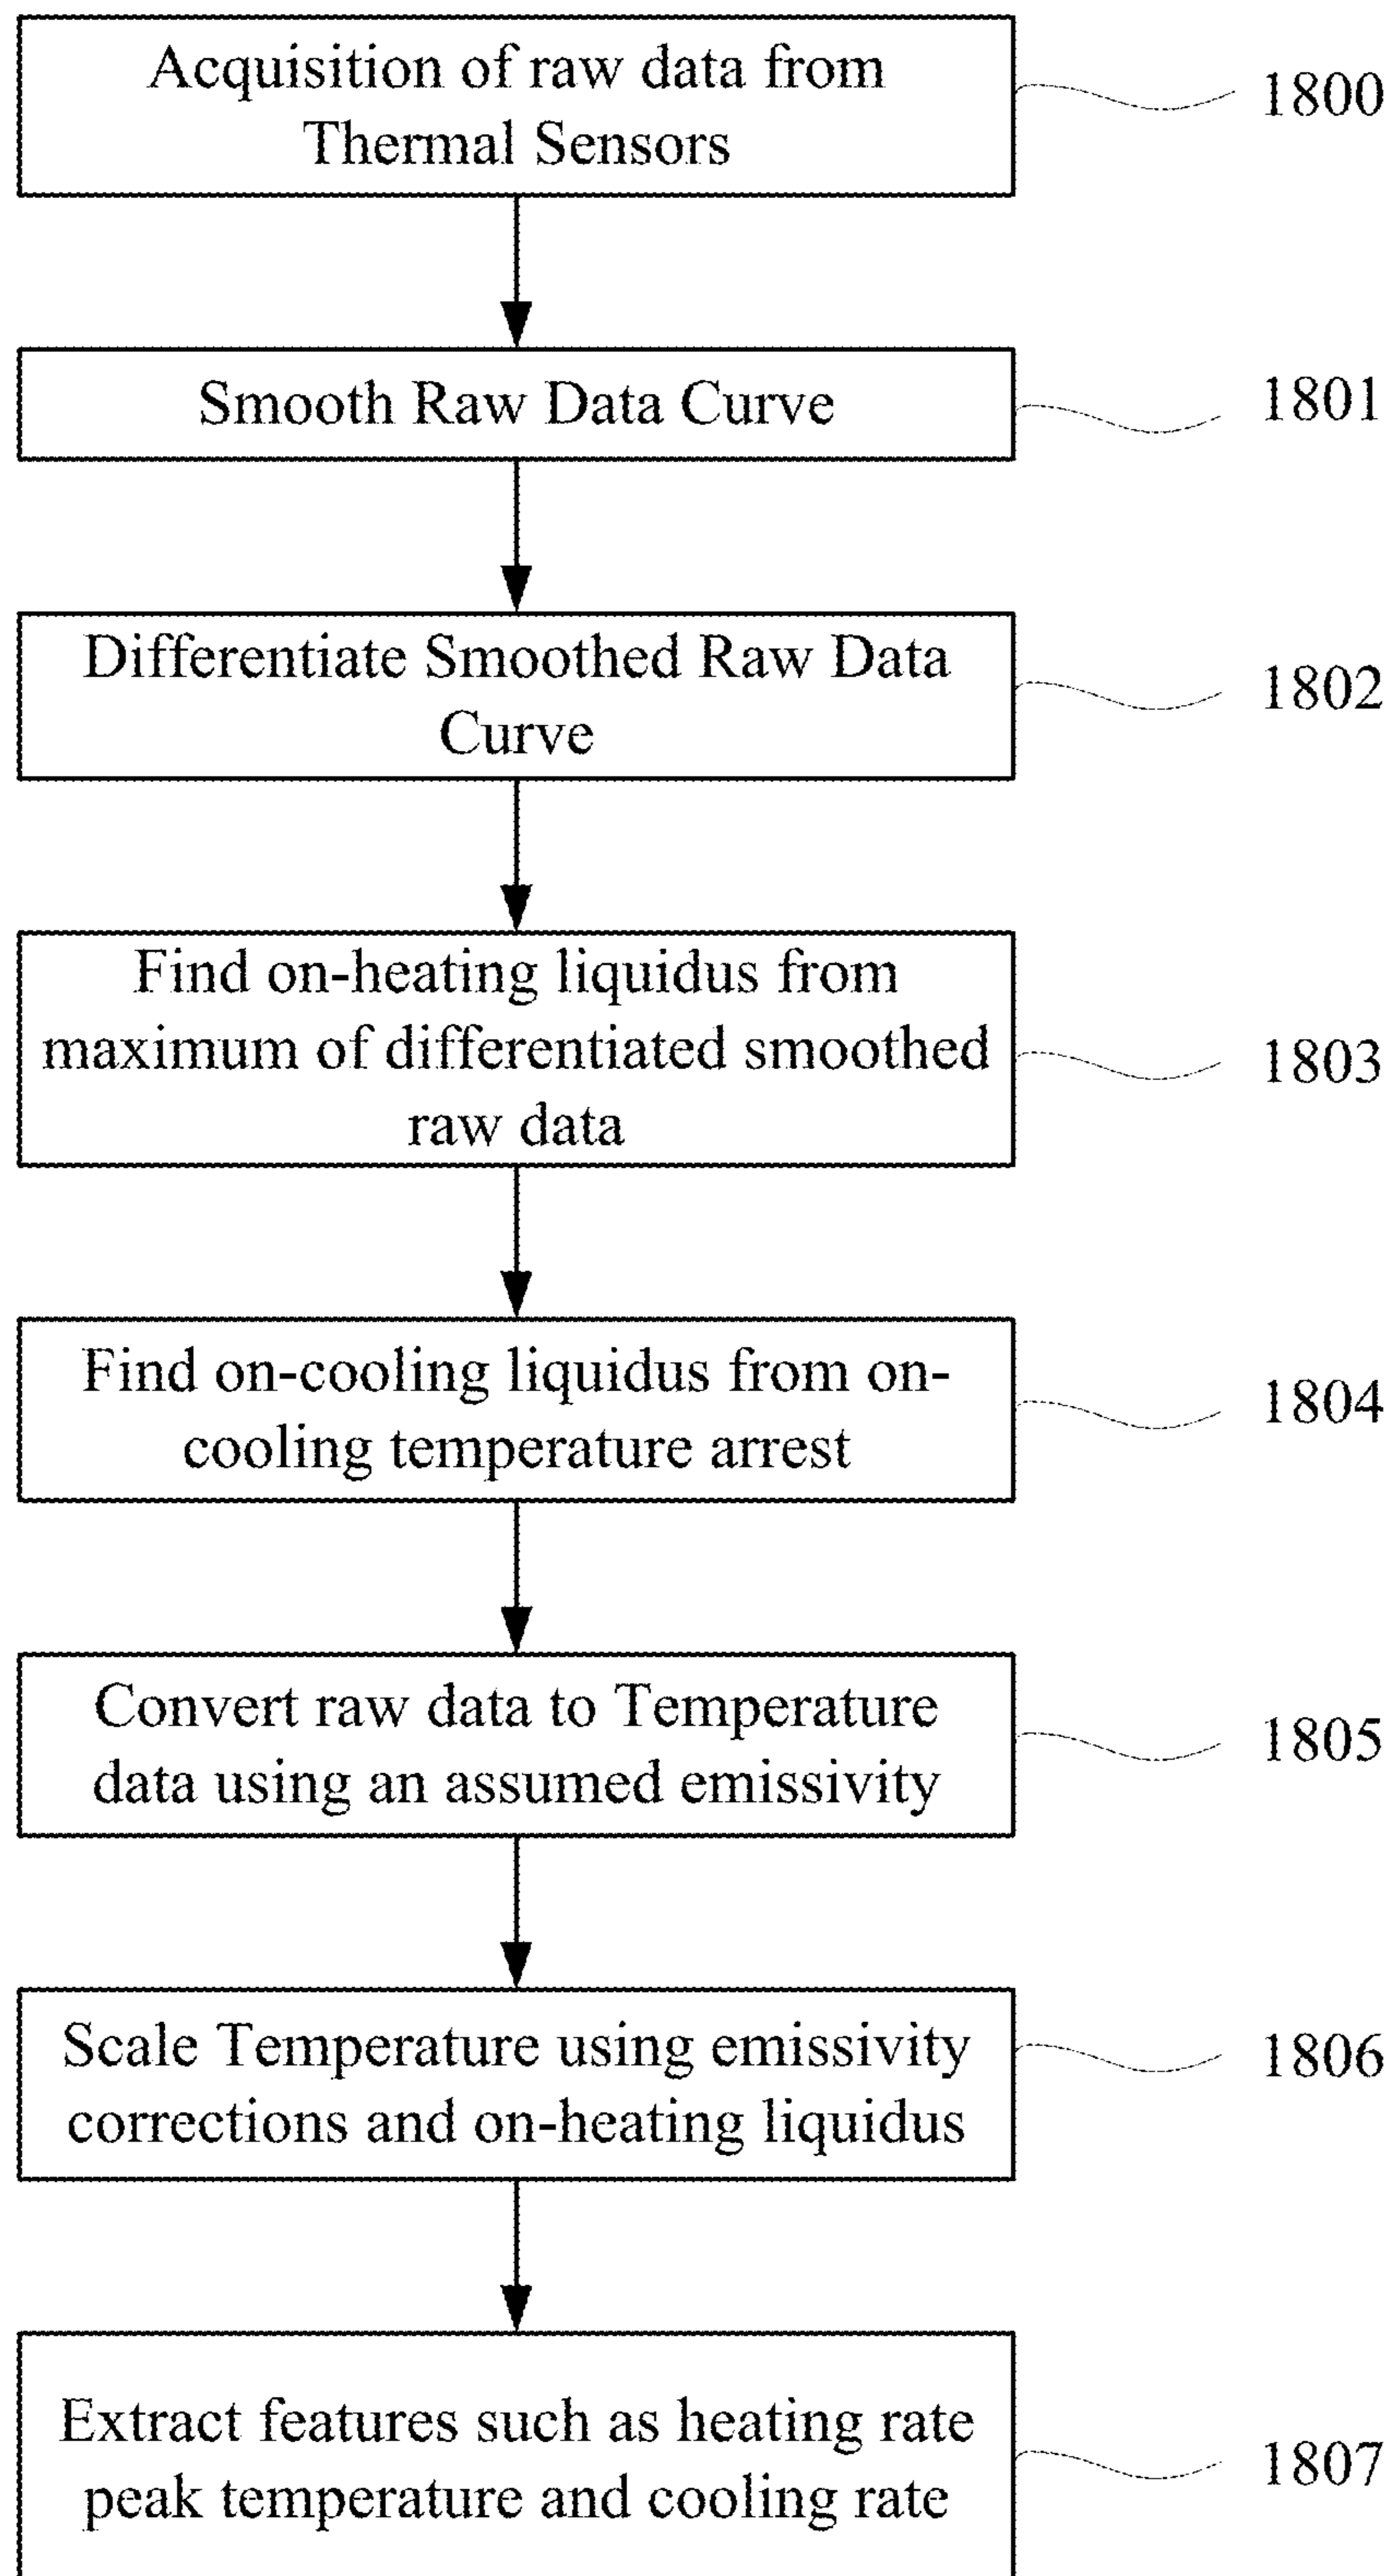 Acquisition of raw data from
Thermal Sensors
1800
Smooth Raw Data Curve
1801
Differentiate Smoothed Raw Data
Curve
1802
Find on-heating liquidus from
maximum of differentiated smoothed
raw data
1803
Find on-cooling liquidus from on-
cooling temperature arrest
1804
Convert raw data to Temperature
data using an assumed emissivity
1805
Scale Temperature using emissivity
corrections and on-heating liquidus
1806
Extract features such as heating rate
peak temperature and cooling rate
1807